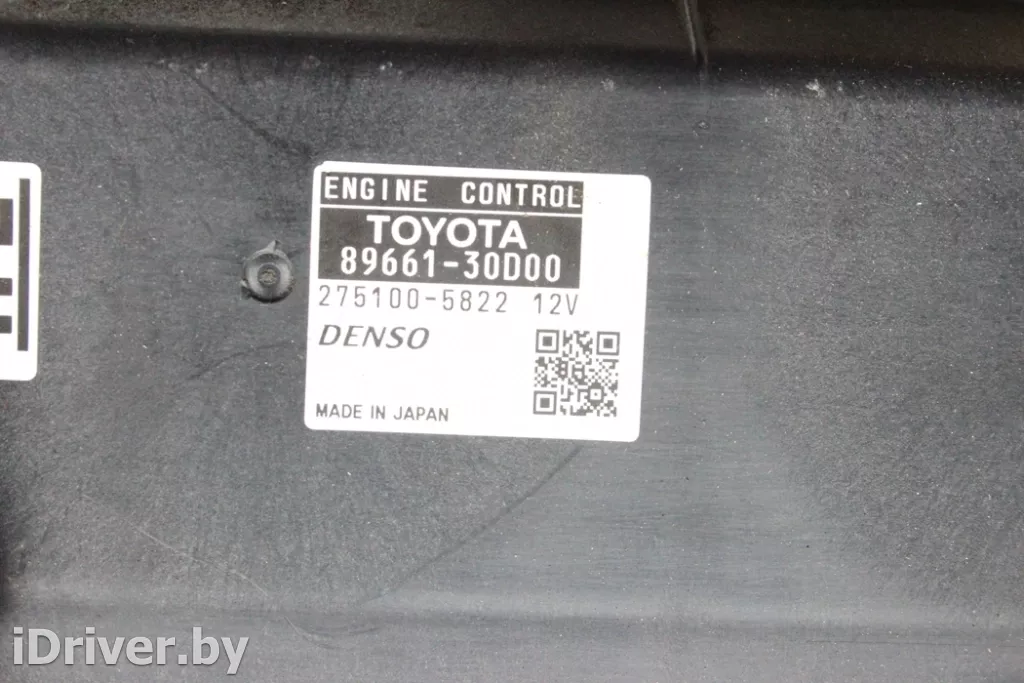 ENGINE CONTROL
TOYOTA
89661-30D00
275100-5822 12V
DENSO
MADE IN JAPAN
iDriver.by